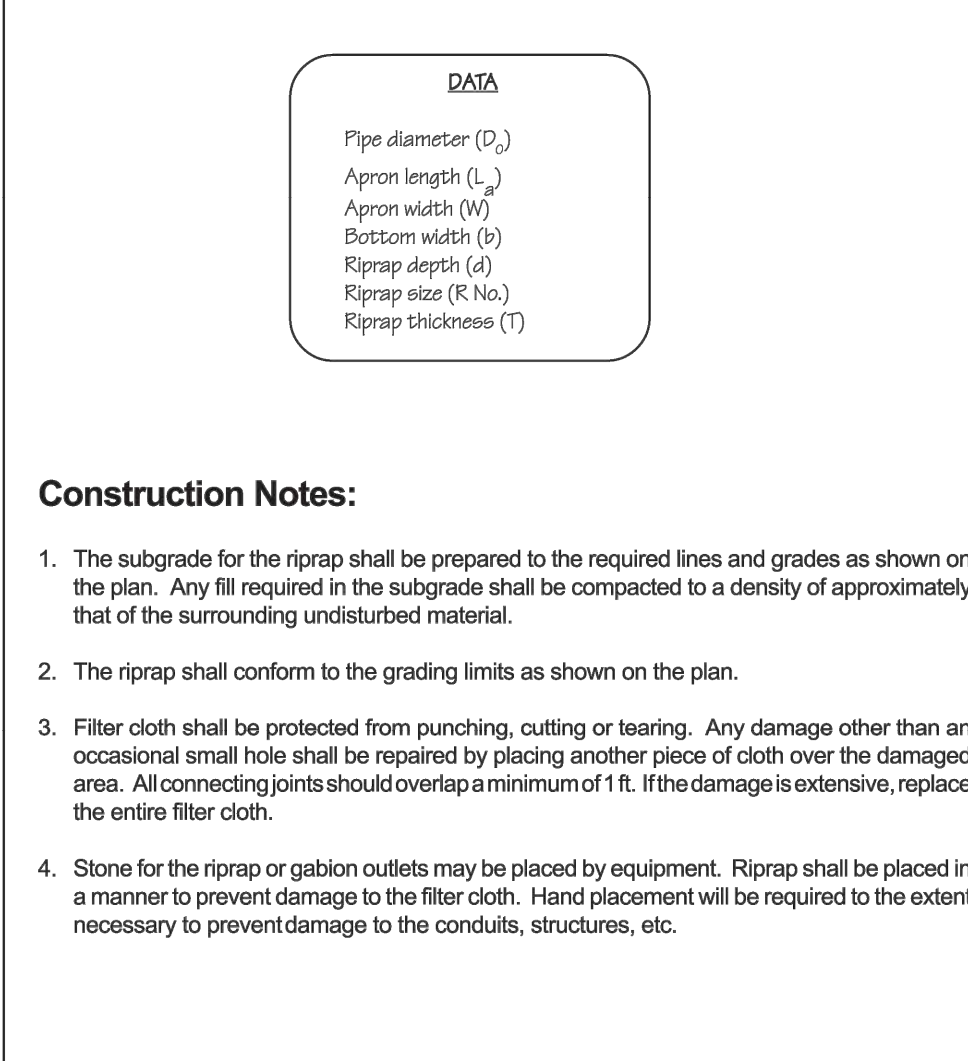 DATA
Pipe diameter (Do)
Apron length (La)
Apron width (W)
Bottom width (b)
Riprap depth (d)
Riprap size (R No.)
Riprap thickness (T)
Construction Notes:
1. The subgrade for the riprap shall be prepared to the required lines and grades as shown on
the plan. Any fill required in the subgrade shall be compacted to a density of approximately
that of the surrounding undisturbed material.
2. The riprap shall conform to the grading limits as shown on the plan.
3. Filter cloth shall be protected from punching, cutting or tearing. Any damage other than an
occasional small hole shall be repaired by placing another piece of cloth over the damaged
area. All connecting joints should overlap a minimum of 1 ft. If the damage is extensive, replace
the entire filter cloth.
4. Stone for the riprap or gabion outlets may be placed by equipment. Riprap shall be placed in
a manner to prevent damage to the filter cloth. Hand placement will be required to the extent
necessary to prevent damage to the conduits, structures, etc.